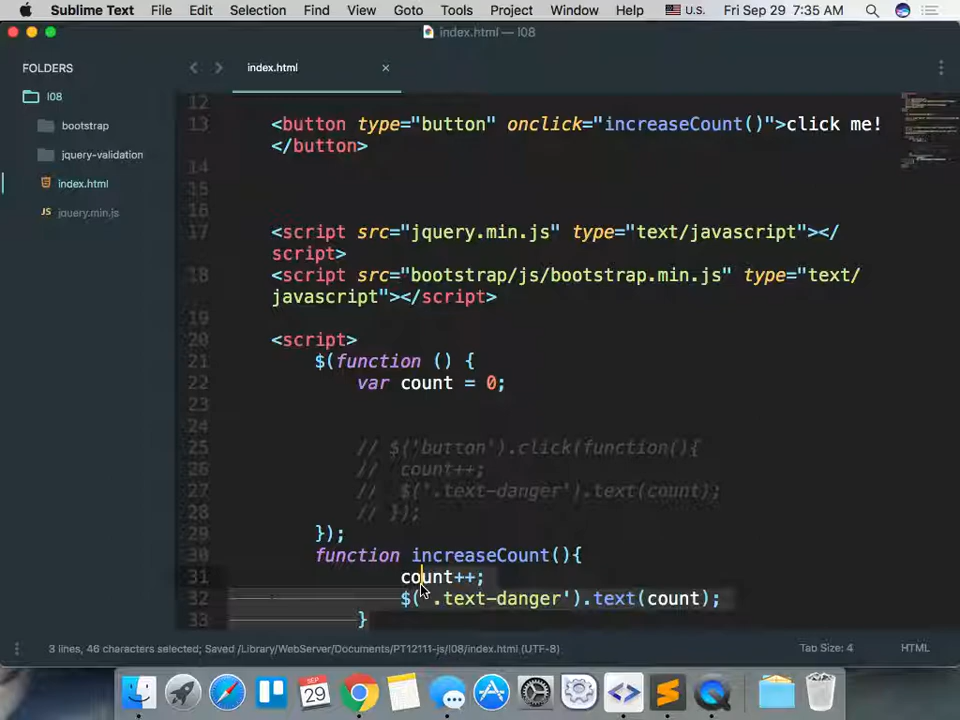 Sublime Text File Edit Selection Find View Goto Tools Project Window Help U.S. Fri Sep 29 7:35 AM
index.html — l08
FOLDERS
l08
bootstrap
jquery-validation
index.html
JS jquery.min.js
index.html ×
12
13 <button type="button" onclick="increaseCount()">click me!
</button>
14
15
16
17 <script src="jquery.min.js" type="text/javascript"></
script>
18 <script src="bootstrap/js/bootstrap.min.js" type="text/
javascript"></script>
19
20 <script>
21 $(function () {
22 var count = 0;
23
24
25 // $('button').click(function(){
26 // count++;
27 // $('.text-danger').text(count);
28 // });
29 });
30 function increaseCount(){
31 count++;
32 $('.text-danger').text(count);
33 }
3 lines, 46 characters selected; Saved /Library/WebServer/Documents/PT12111-js/l08/index.html (UTF-8) Tab Size: 4 HTML
SEP
29